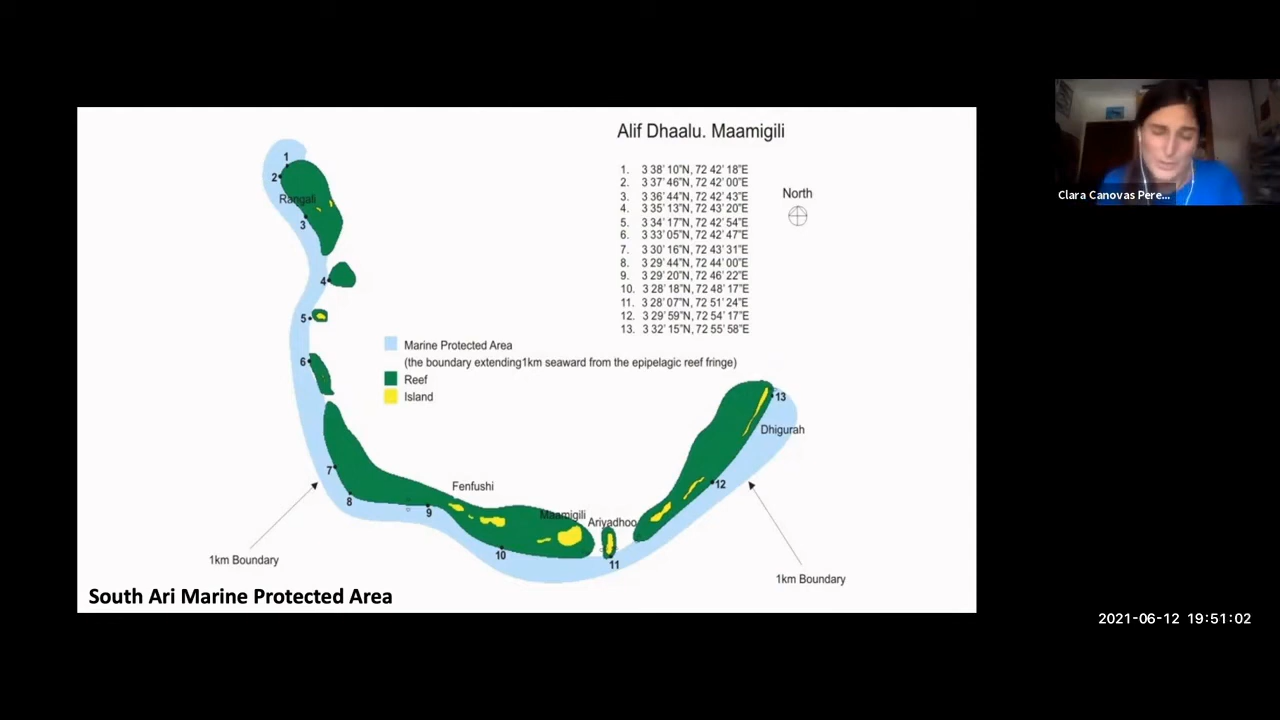 Alif Dhaalu. Maamigili
1. 3 38' 10"N, 72 42' 18"E
2. 3 37' 46"N, 72 42' 00"E
3. 3 36' 44"N, 72 42' 43"E
4. 3 35' 13"N, 72 43' 20"E
5. 3 34' 17"N, 72 42' 54"E
6. 3 33' 05"N, 72 42' 47"E
7. 3 30' 16"N, 72 43' 31"E
8. 3 29' 44"N, 72 44' 00"E
9. 3 29' 20"N, 72 46' 22"E
10. 3 28' 18"N, 72 48' 17"E
11. 3 28' 07"N, 72 51' 24"E
12. 3 29' 59"N, 72 54' 17"E
13. 3 32' 15"N, 72 55' 58"E
North
1
2
Rangali
3
4
5
6
Marine Protected Area
(the boundary extending1km seaward from the epipelagic reef fringe)
Reef
Island
13
Dhigurah
7
8
9
Fenfushi
Maamigili
Ariyadhoo
12
10
11
1km Boundary
1km Boundary
South Ari Marine Protected Area
Clara Canovas Pere...
2021-06-12 19:51:02